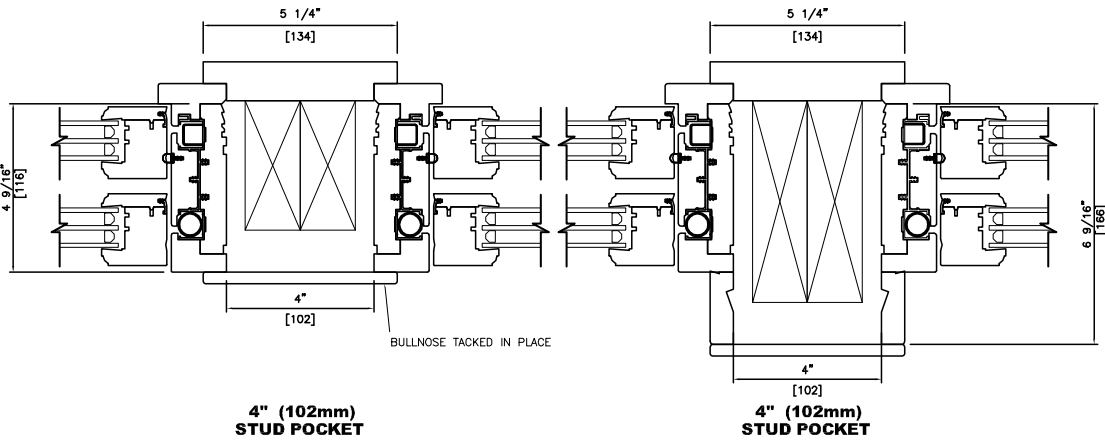 5 1/4"
[134]
5 1/4"
[134]
4 9/16"
[116]
6 9/16"
[166]
4"
[102]
BULLNOSE TACKED IN PLACE
4"
[102]
4" (102mm)
STUD POCKET
4" (102mm)
STUD POCKET